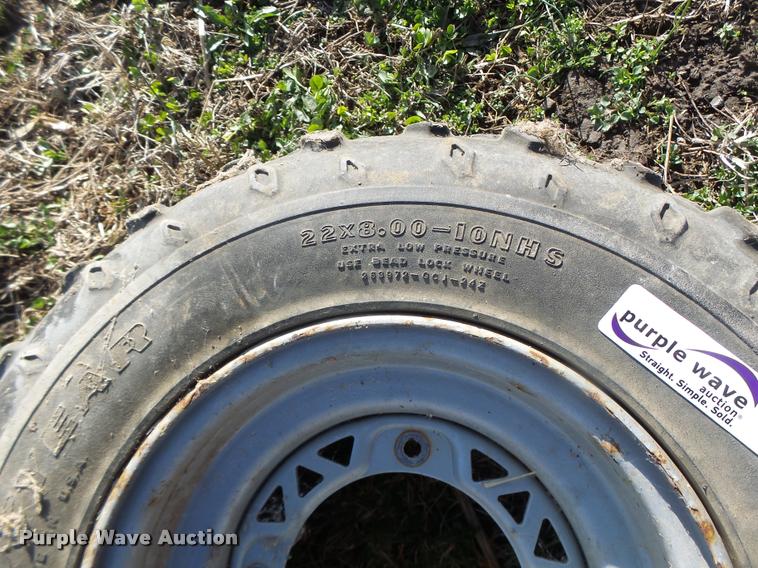 22x8.00-10NHS
EXTRA LOW PRESSURE
USE BEAD LOCK WHEEL
U.S.A.
purple wave
auction®
Straight. Simple. Sold.
Purple Wave Auction